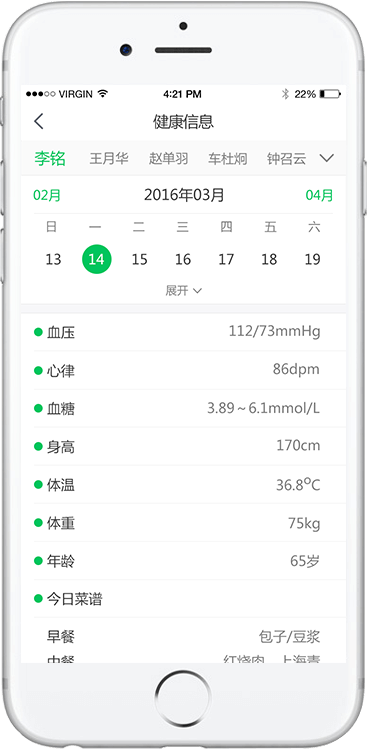 VIRGIN 4:21 PM 22%
健康信息
李铭 王月华 赵单羽 车杜炯 钟召云
02月 2016年03月 04月
日 一 二 三 四 五 六
13 14 15 16 17 18 19
展开
血压 112/73mmHg
心律 86dpm
血糖 3.89~6.1mmol/L
身高 170cm
体温 36.8ºC
体重 75kg
年龄 65岁
今日菜谱
早餐 包子/豆浆
中餐 红烧肉、上海青